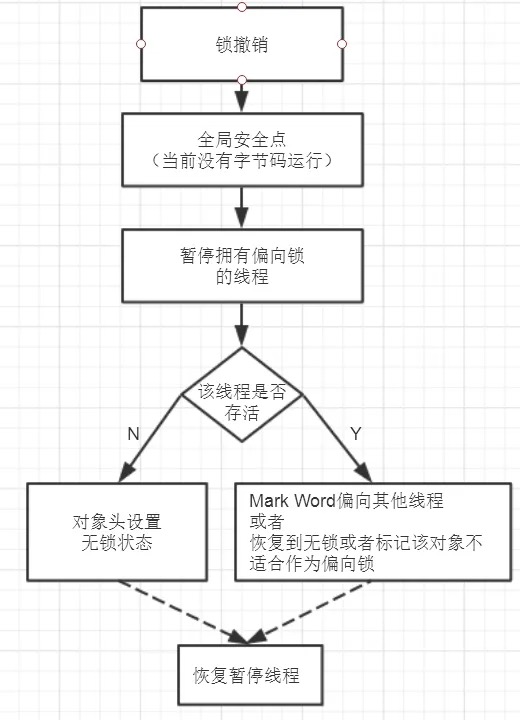 锁撤销
全局安全点
（当前没有字节码运行）
暂停拥有偏向锁
的线程
该线程是否
存活
N
Y
对象头设置
无锁状态
Mark Word偏向其他线程
或者
恢复到无锁或者标记该对象不
适合作为偏向锁
恢复暂停线程